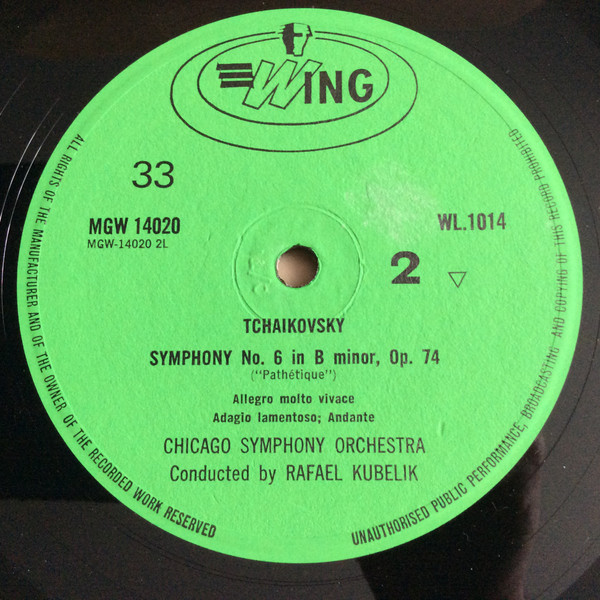 WING
ALL RIGHTS OF THE MANUFACTURER AND OF THE OWNER OF THE RECORDED WORK RESERVED
UNAUTHORISED PUBLIC PERFORMANCE, BROADCASTING AND COPYING OF THIS RECORD PROHIBITED
33
MGW 14020
MGW-14020 2L
WL.1014
2
TCHAIKOVSKY
SYMPHONY No. 6 in B minor, Op. 74
("Pathétique")
Allegro molto vivace
Adagio lamentoso; Andante
CHICAGO SYMPHONY ORCHESTRA
Conducted by RAFAEL KUBELIK